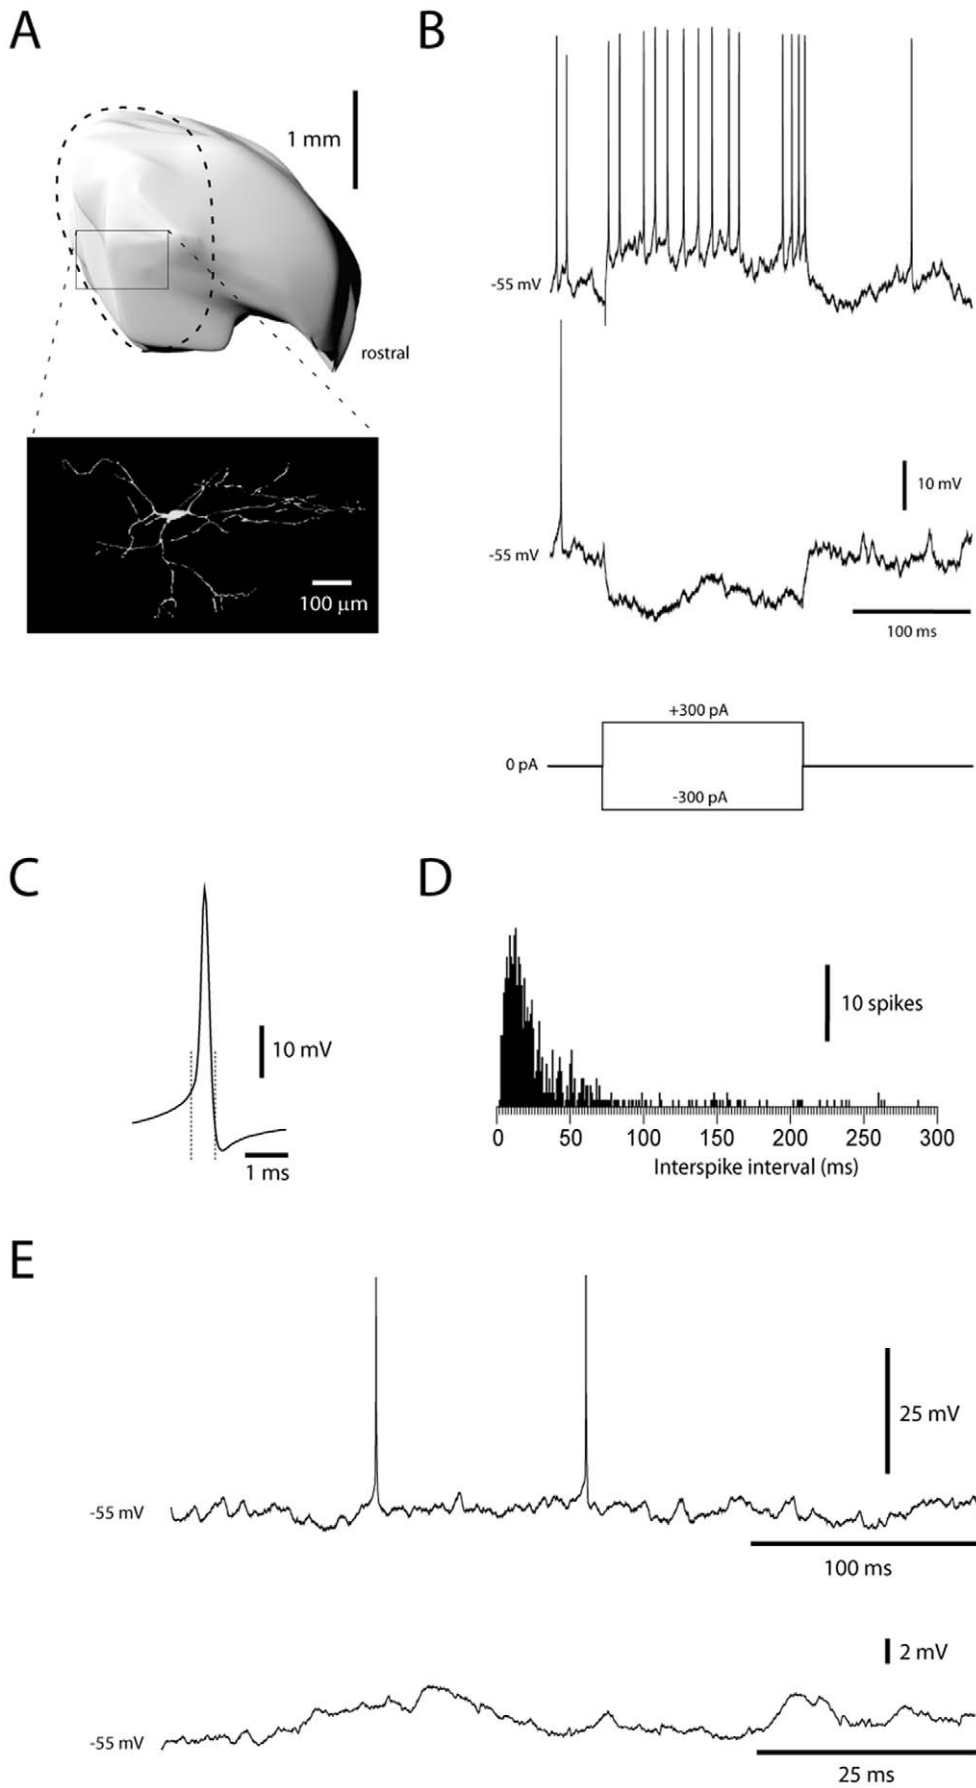 A
1 mm
rostral
100 µm
B
-55 mV
10 mV
-55 mV
100 ms
+300 pA
0 pA
-300 pA
C
10 mV
1 ms
D
10 spikes
0 50 100 150 200 250 300
Interspike interval (ms)
E
25 mV
-55 mV
100 ms
2 mV
-55 mV
25 ms